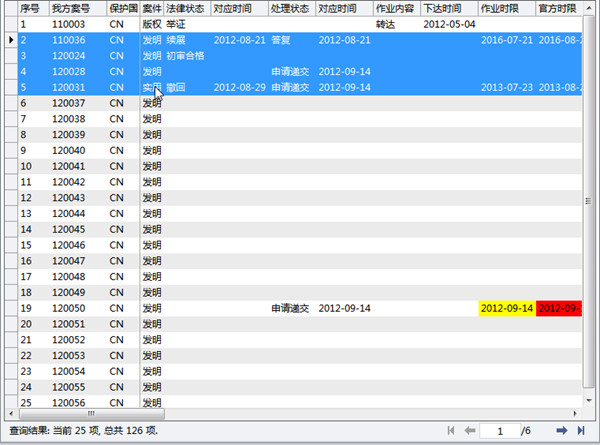 序号 我方案号 保护国 案件 法律状态 对应时间 处理状态 对应时间 作业内容 下达时间 作业时限 官方时限
1 110003 CN 版权 举证 转达 2012-05-04
2 110036 CN 发明 续展 2012-08-21 答复 2012-08-21 2016-07-21 2016-08-2
3 120024 CN 发明 初审合格
4 120028 CN 发明 申请递交 2012-09-14
5 120031 CN 实用 撤回 2012-08-29 申请递交 2012-09-14 2013-07-23 2013-08-2
6 120037 CN 发明
7 120038 CN 发明
8 120039 CN 发明
9 120040 CN 发明
10 120041 CN 发明
11 120042 CN 发明
12 120043 CN 发明
13 120044 CN 发明
14 120045 CN 发明
15 120046 CN 发明
16 120047 CN 发明
17 120048 CN 发明
18 120049 CN 发明
19 120050 CN 发明 申请递交 2012-09-14 2012-09-14 2012-09-
20 120051 CN 发明
21 120052 CN 发明
22 120053 CN 发明
23 120054 CN 发明
24 120055 CN 发明
25 120056 CN 发明
查询结果: 当前 25 项, 总共 126 项. 1 /6